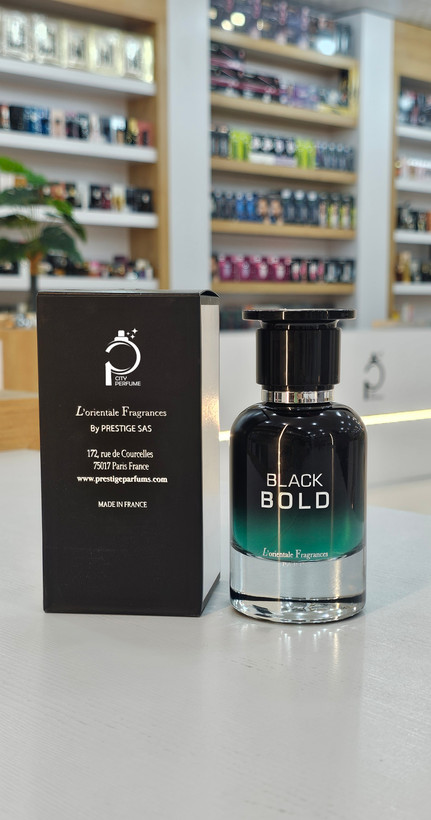 CITY
PERFUME
L'orientale Fragrances
By PRESTIGE SAS
172, rue de Courcelles
75017 Paris France
www.prestigeparfums.com
MADE IN FRANCE
BLACK
BOLD
L'orientale Fragrances